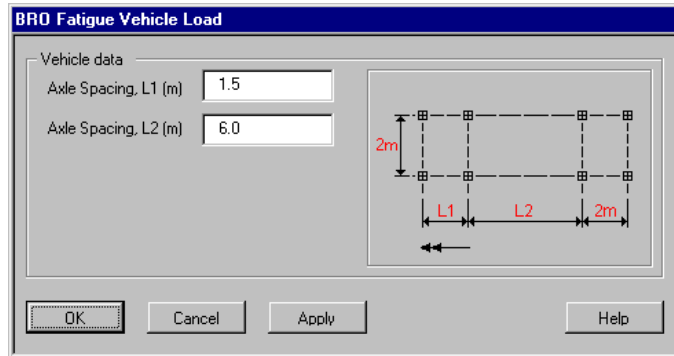 BRO Fatigue Vehicle Load
Vehicle data
Axle Spacing, L1 (m) 1.5
Axle Spacing, L2 (m) 6.0
2m
L1 L2 2m
OK Cancel Apply Help